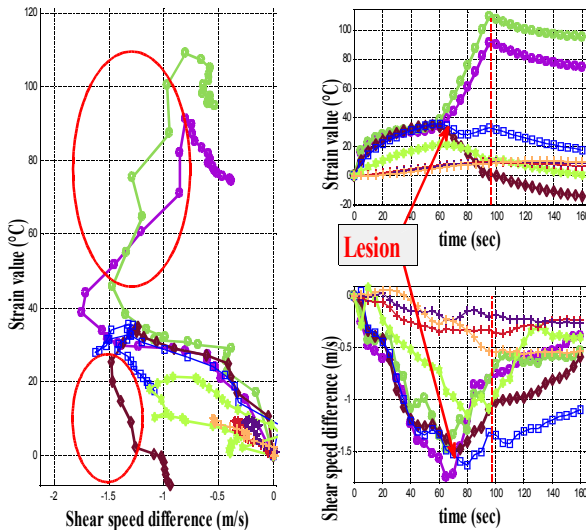 120
100
80
60
40
20
0
Strain value (°C)
-2 -1.5 -1 -0.5 0
Shear speed difference (m/s)
120
100
80
60
40
20
0
-20
Strain value (°C)
0 20 40 60 80 100 120 140 160
time (sec)
Lesion
0
-0.5
-1
-1.5
Shear speed difference (m/s)
0 20 40 60 80 100 120 140 160
time (sec)